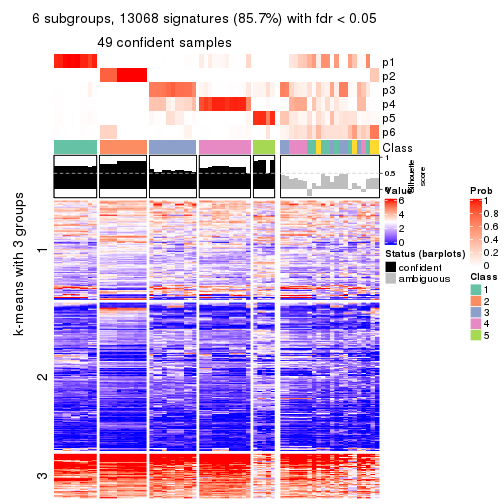 6 subgroups, 13068 signatures (85.7%) with fdr < 0.05
49 confident samples
p1
p2
p3
p4
p5
p6
Class
1
0.5
0
Silhouette
score
k-means with 3 groups
1
2
3
Value
6
4
2
0
Status (barplots)
confident
ambiguous
Prob
1
0.8
0.6
0.4
0.2
0
Class
1
2
3
4
5